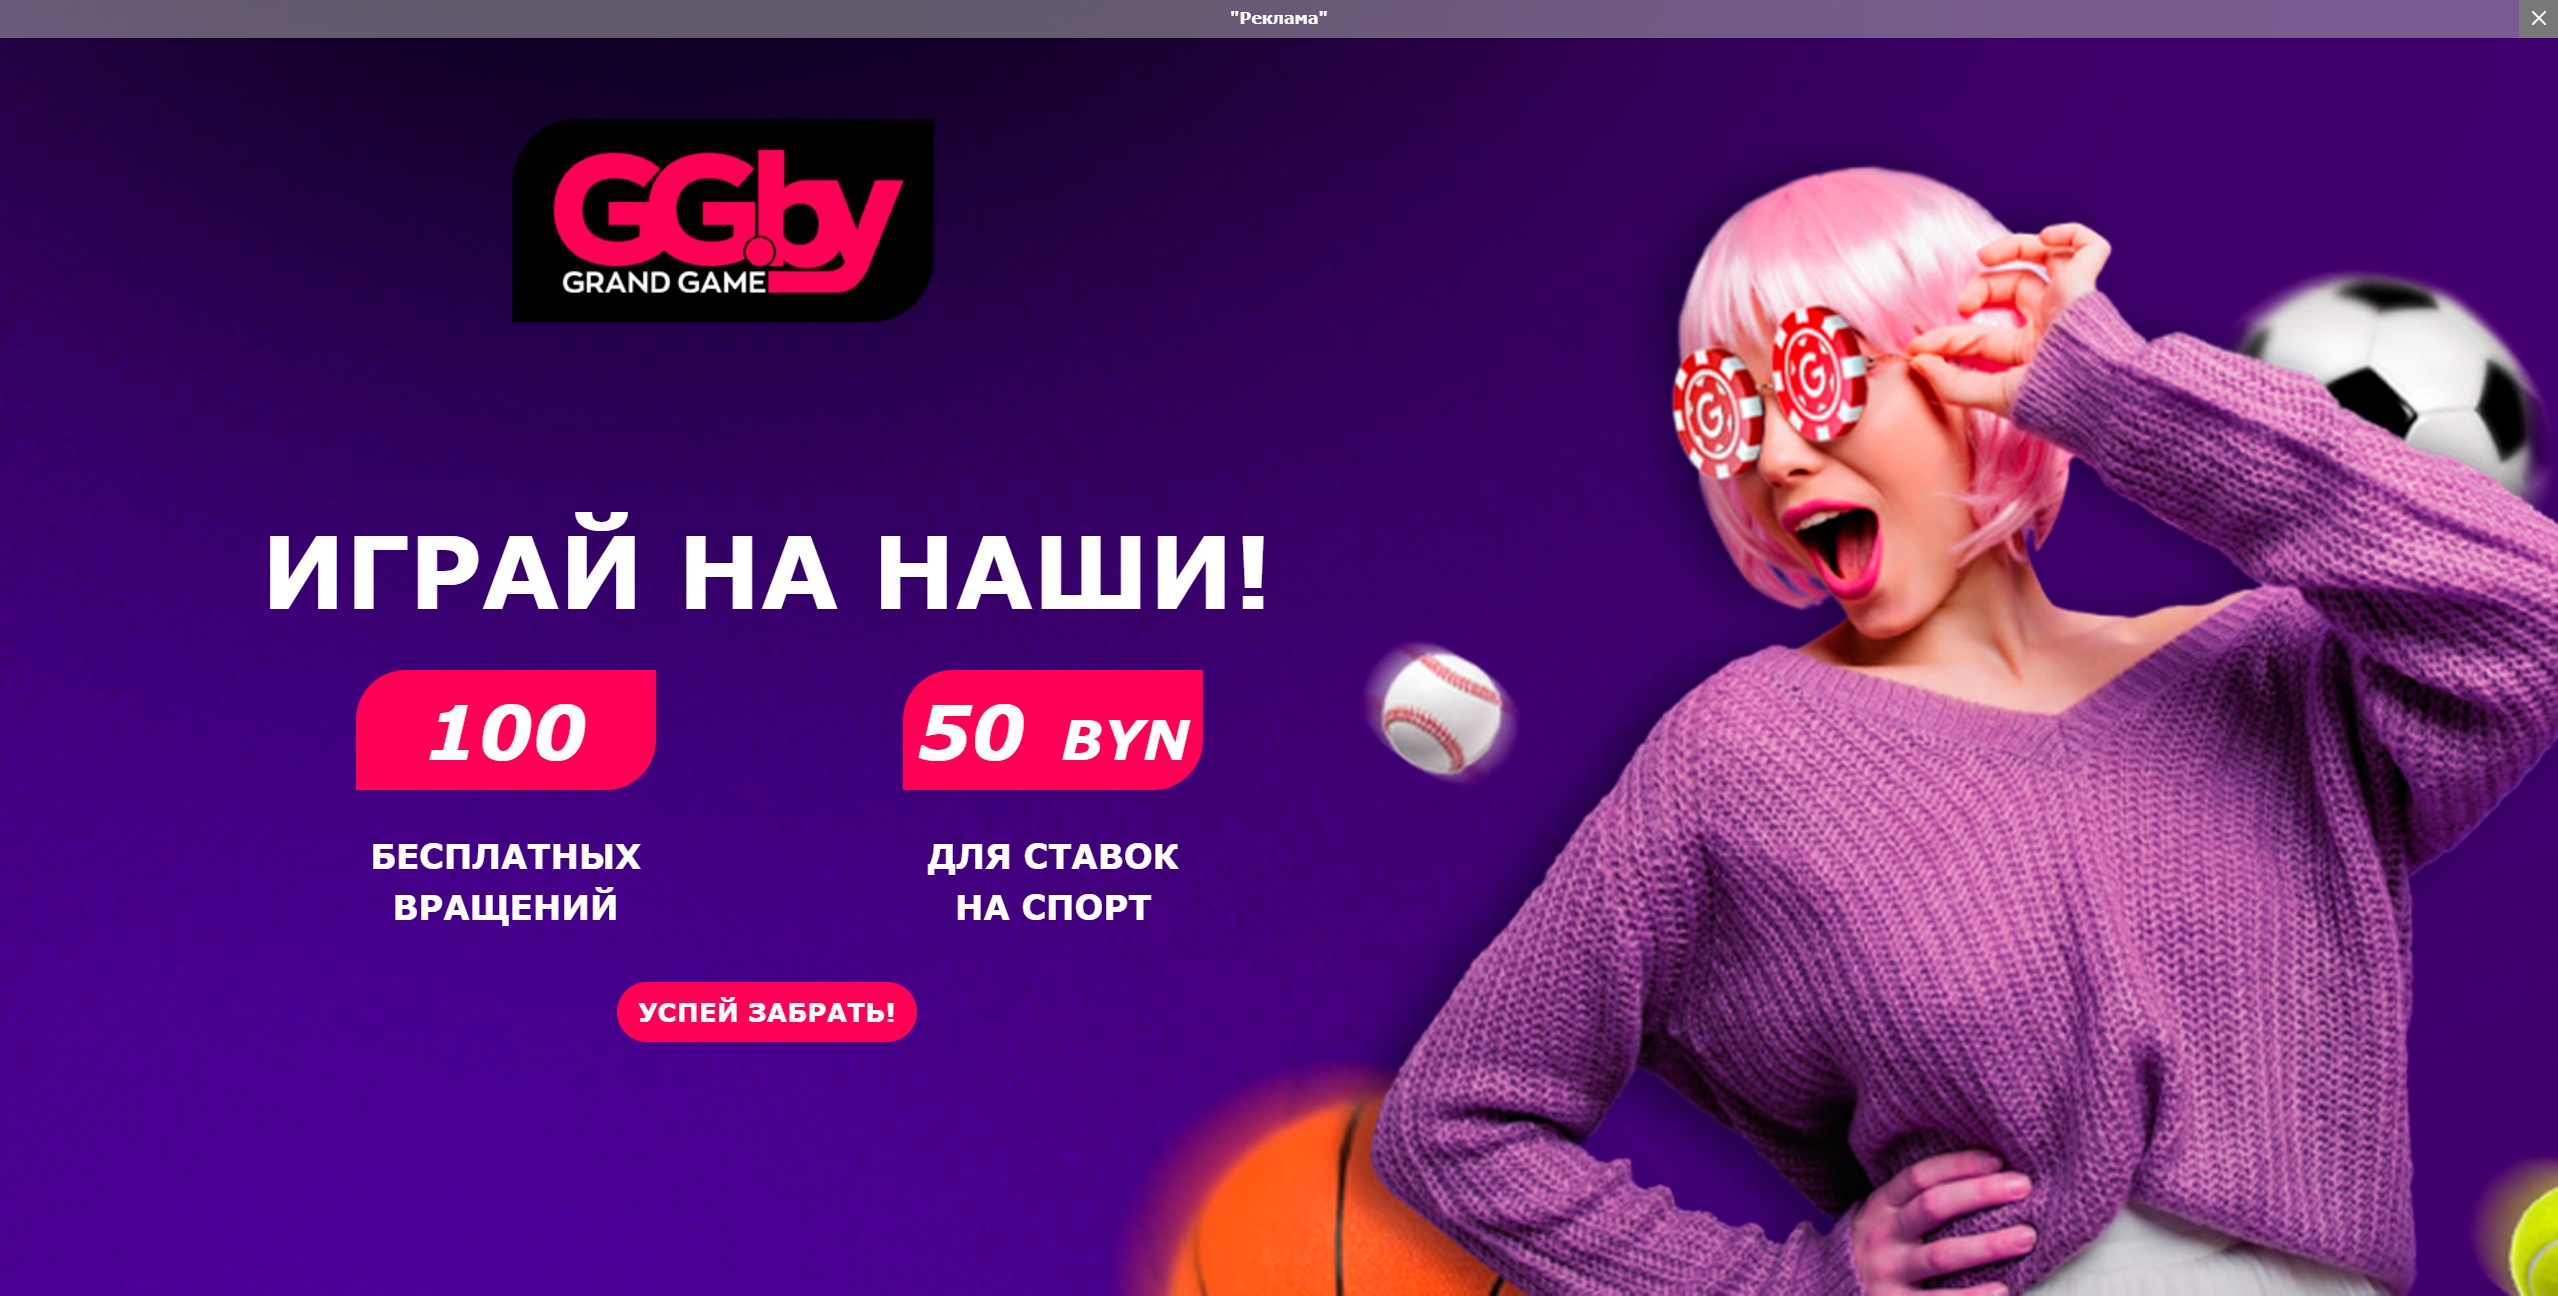 "Реклама"
GG.by
GRAND GAME
G G
ИГРАЙ НА НАШИ!
100
БЕСПЛАТНЫХ
ВРАЩЕНИЙ
50 BYN
ДЛЯ СТАВОК
НА СПОРТ
УСПЕЙ ЗАБРАТЬ!